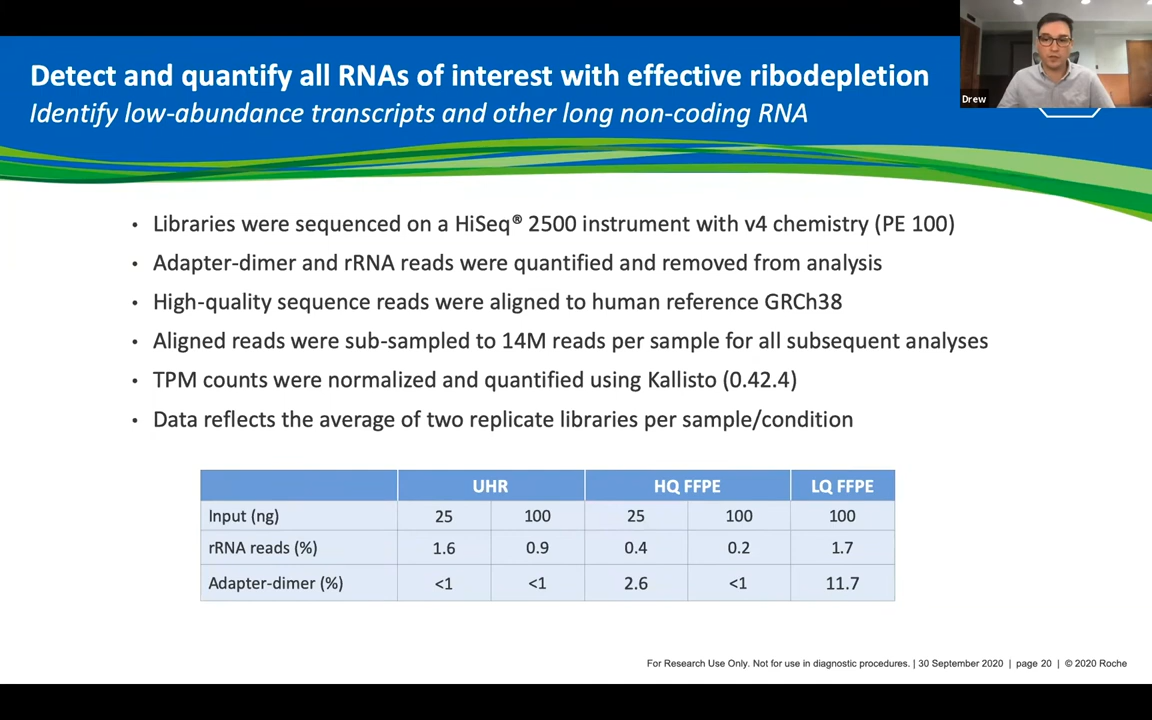 Detect and quantify all RNAs of interest with effective ribodepletion
Identify low-abundance transcripts and other long non-coding RNA
Drew
• Libraries were sequenced on a HiSeq® 2500 instrument with v4 chemistry (PE 100)
• Adapter-dimer and rRNA reads were quantified and removed from analysis
• High-quality sequence reads were aligned to human reference GRCh38
• Aligned reads were sub-sampled to 14M reads per sample for all subsequent analyses
• TPM counts were normalized and quantified using Kallisto (0.42.4)
• Data reflects the average of two replicate libraries per sample/condition
UHR HQ FFPE LQ FFPE
Input (ng) 25 100 25 100 100
rRNA reads (%) 1.6 0.9 0.4 0.2 1.7
Adapter-dimer (%) <1 <1 2.6 <1 11.7
For Research Use Only. Not for use in diagnostic procedures. | 30 September 2020 | page 20 | © 2020 Roche